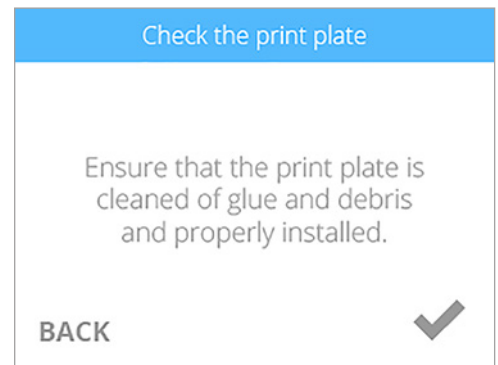 Check the print plate
Ensure that the print plate is
cleaned of glue and debris
and properly installed.
BACK